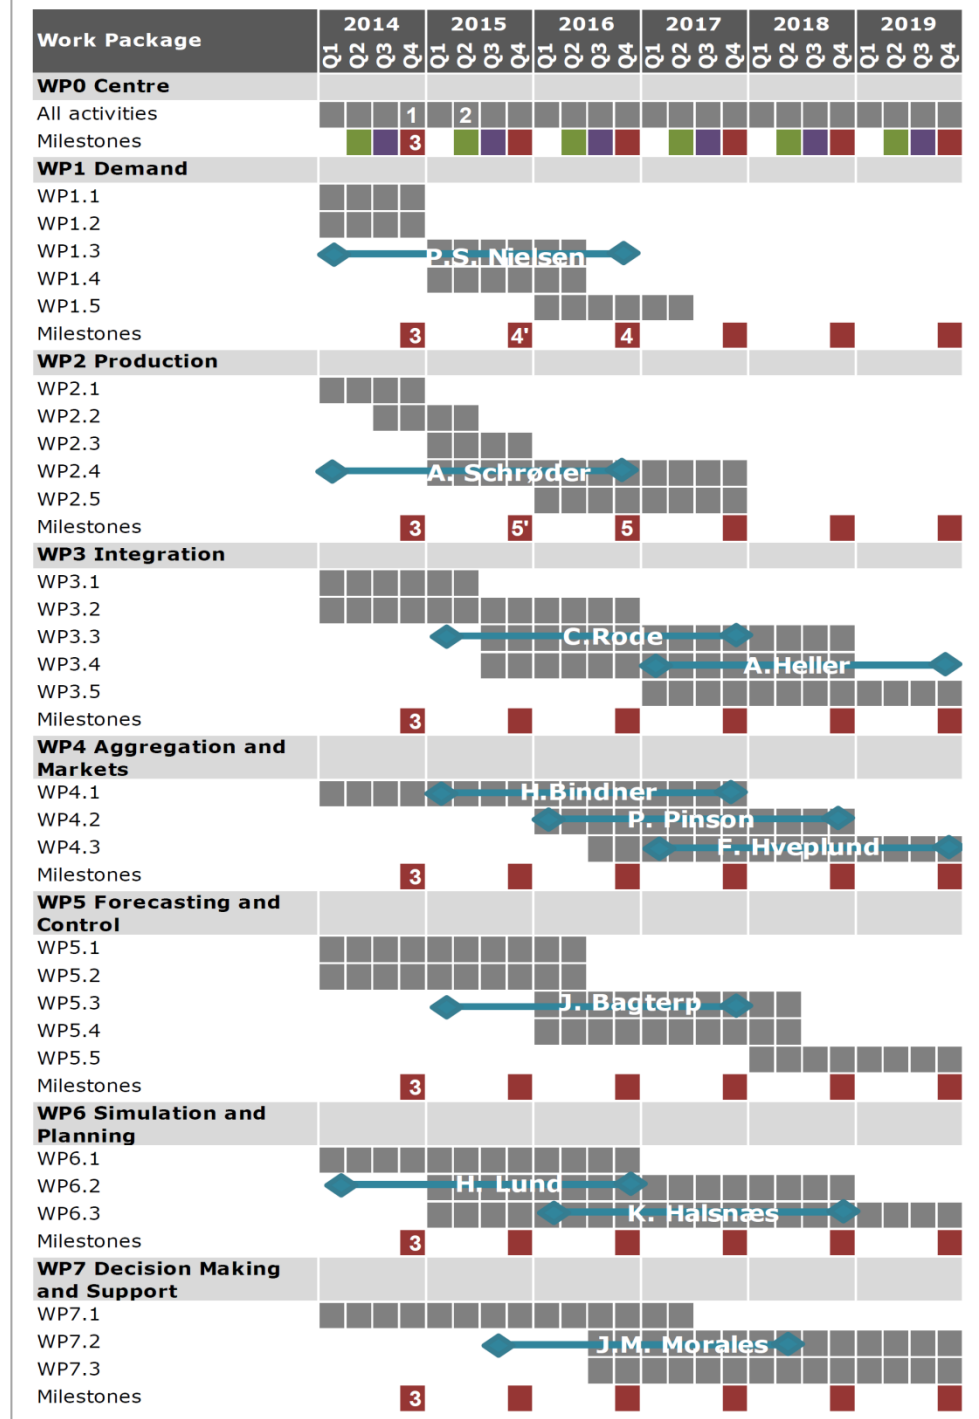 Work Package 2014 2015 2016 2017 2018 2019
Q1 Q2 Q3 Q4 Q1 Q2 Q3 Q4 Q1 Q2 Q3 Q4 Q1 Q2 Q3 Q4 Q1 Q2 Q3 Q4 Q1 Q2 Q3 Q4
WP0 Centre
All activities 1 2
Milestones 3
WP1 Demand
WP1.1
WP1.2
WP1.3 P.S. Nielsen
WP1.4
WP1.5
Milestones 3 4' 4
WP2 Production
WP2.1
WP2.2
WP2.3
WP2.4 A. Schrøder
WP2.5
Milestones 3 5' 5
WP3 Integration
WP3.1
WP3.2
WP3.3 C.Rode
WP3.4 A.Heller
WP3.5
Milestones 3
WP4 Aggregation and
Markets
WP4.1 H.Bindner
WP4.2 P. Pinson
WP4.3 F. Hveplund
Milestones 3
WP5 Forecasting and
Control
WP5.1
WP5.2
WP5.3 J. Bagterp
WP5.4
WP5.5
Milestones 3
WP6 Simulation and
Planning
WP6.1
WP6.2 H. Lund
WP6.3 K. Halsnæs
Milestones 3
WP7 Decision Making
and Support
WP7.1
WP7.2 J.M. Morales
WP7.3
Milestones 3